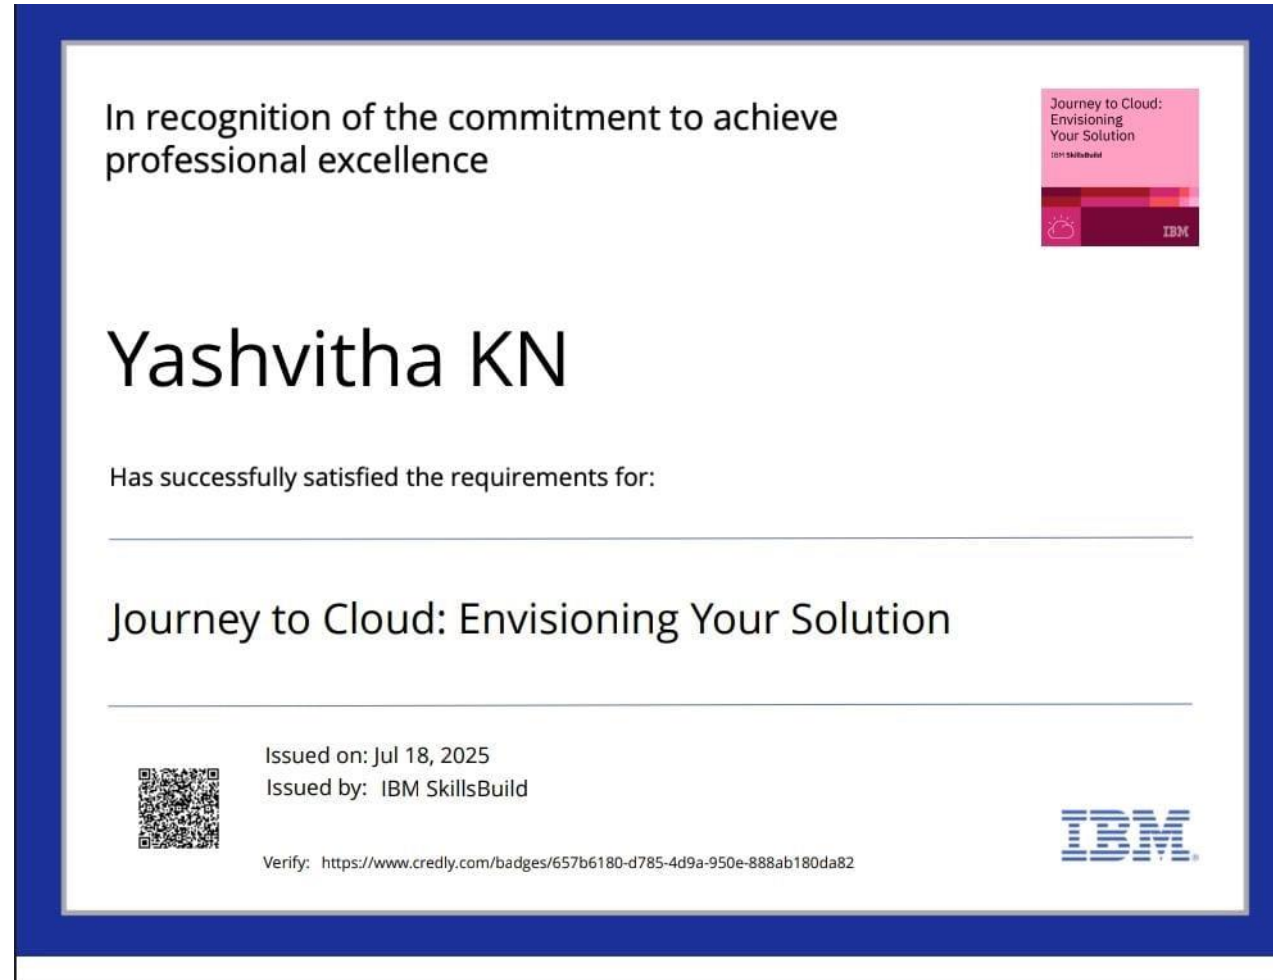 In recognition of the commitment to achieve
professional excellence
Journey to Cloud:
Envisioning
Your Solution
IBM SkillsBuild
IBM
Yashvitha KN
Has successfully satisfied the requirements for:
Journey to Cloud: Envisioning Your Solution
Issued on: Jul 18, 2025
Issued by: IBM SkillsBuild
Verify: https://www.credly.com/badges/657b6180-d785-4d9a-950e-888ab180da82
IBM